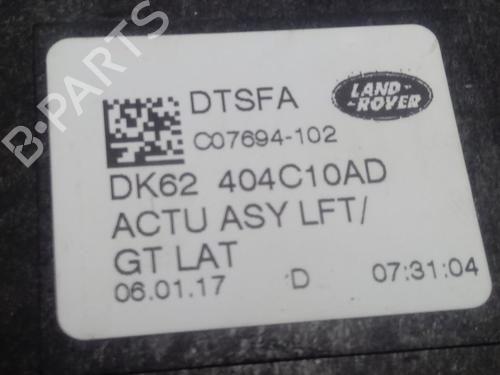 B-PARTS
DTSFA
LAND-
-ROVER
C07694-102
DK62 404C10AD
ACTU ASY LFT/
GT LAT
06.01.17 D 07:31:04